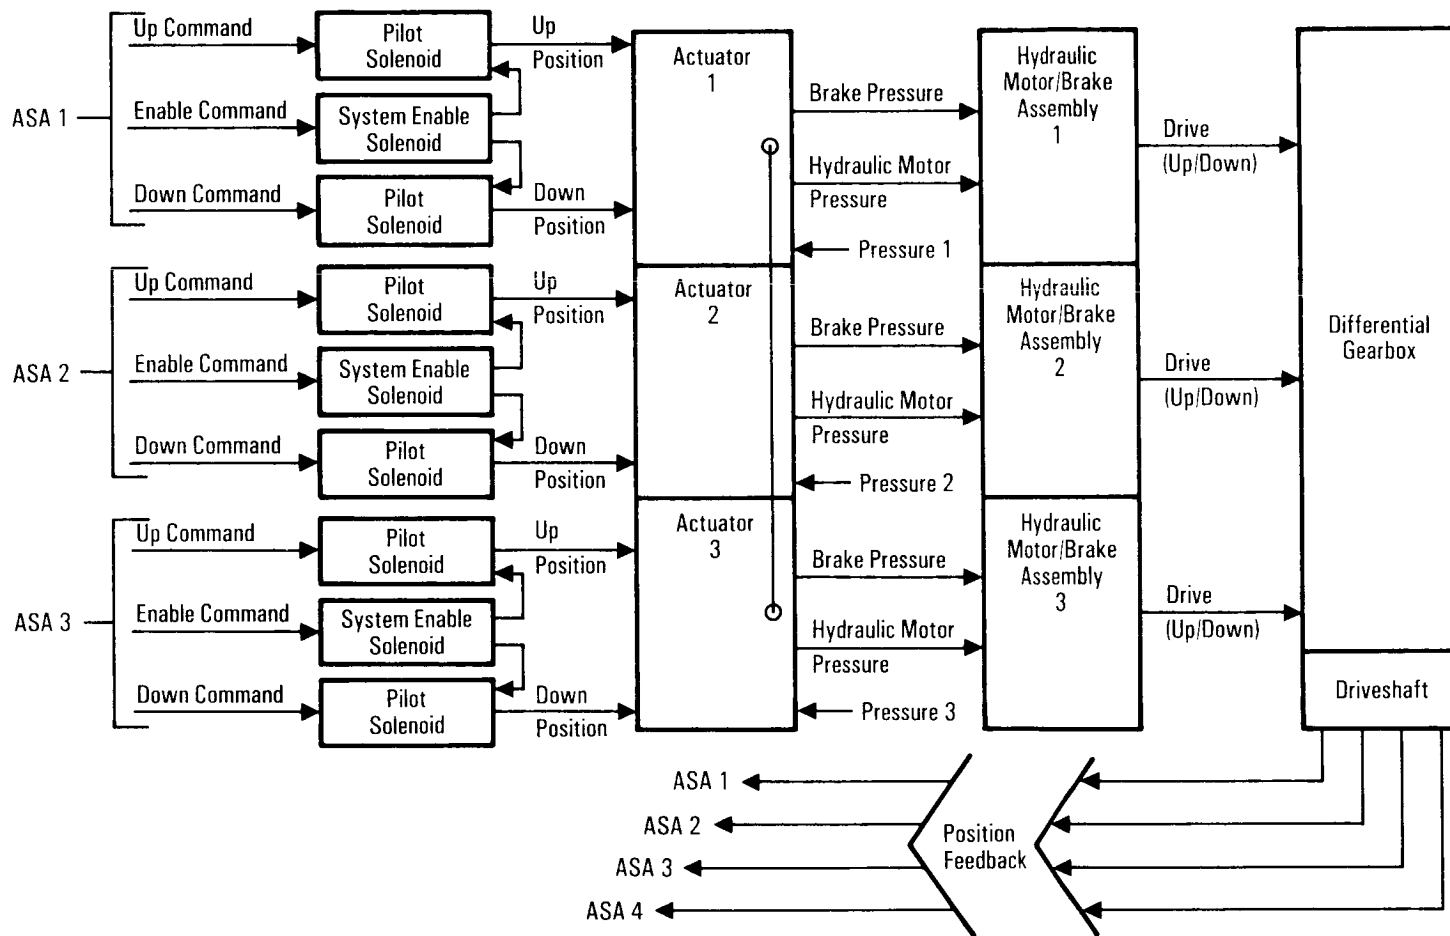 ASA 1
Up Command
Pilot
Solenoid
Up
Position
Enable Command
System Enable
Solenoid
Down Command
Pilot
Solenoid
Down
Position
Actuator
1
Brake Pressure
Hydraulic Motor
Pressure
Pressure 1
Hydraulic
Motor/Brake
Assembly
1
Drive
(Up/Down)
ASA 2
Up Command
Pilot
Solenoid
Up
Position
Enable Command
System Enable
Solenoid
Down Command
Pilot
Solenoid
Down
Position
Actuator
2
Brake Pressure
Hydraulic Motor
Pressure
Pressure 2
Hydraulic
Motor/Brake
Assembly
2
Drive
(Up/Down)
ASA 3
Up Command
Pilot
Solenoid
Up
Position
Enable Command
System Enable
Solenoid
Down Command
Pilot
Solenoid
Down
Position
Actuator
3
Brake Pressure
Hydraulic Motor
Pressure
Pressure 3
Hydraulic
Motor/Brake
Assembly
3
Drive
(Up/Down)
Differential
Gearbox
Driveshaft
Position
Feedback
ASA 1
ASA 2
ASA 3
ASA 4